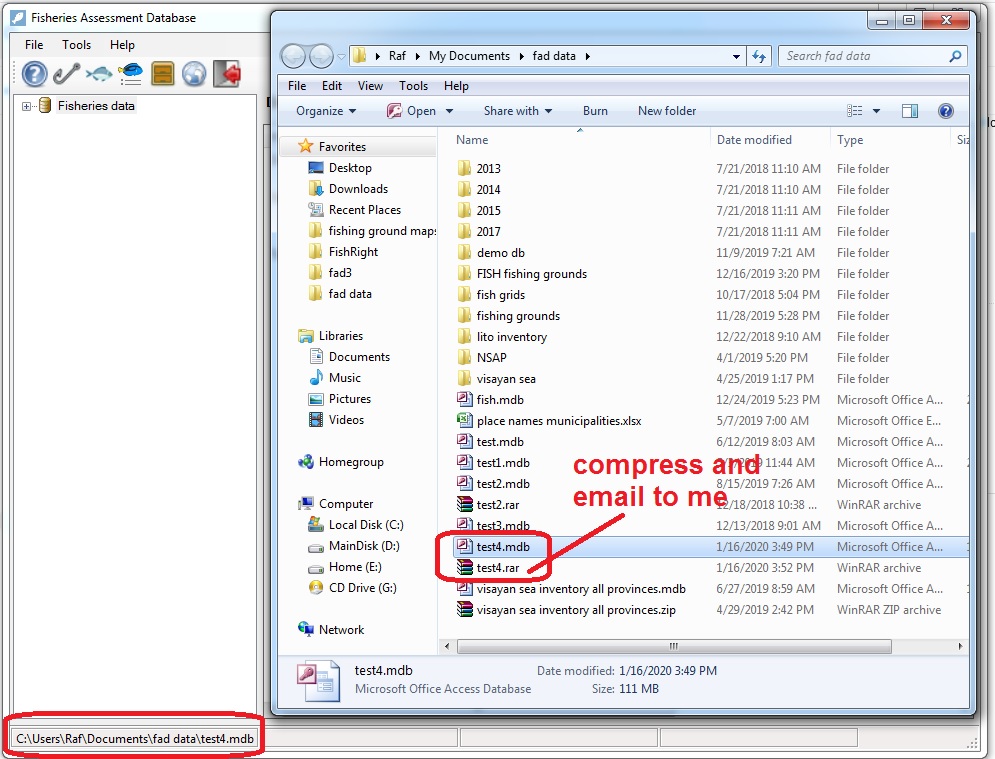 Fisheries Assessment Database
File Tools Help
Fisheries data
Raf My Documents fad data
Search fad data
File Edit View Tools Help
Organize Open Share with Burn New folder
Name Date modified Type
Favorites
Desktop
Downloads
Recent Places
fishing ground maps
FishRight
fad3
fad data
Libraries
Documents
Music
Pictures
Videos
Homegroup
Computer
Local Disk (C:)
MainDisk (D:)
Home (E:)
CD Drive (G:)
Network
2013 7/21/2018 11:10 AM File folder
2014 7/21/2018 11:10 AM File folder
2015 7/21/2018 11:11 AM File folder
2017 7/21/2018 11:11 AM File folder
demo db 11/9/2019 7:21 AM File folder
FISH fishing grounds 12/16/2019 3:20 PM File folder
fish grids 10/17/2018 5:04 PM File folder
fishing grounds 11/28/2019 5:28 PM File folder
lito inventory 12/22/2018 9:10 AM File folder
NSAP 4/1/2019 5:20 PM File folder
visayan sea 4/25/2019 1:17 PM File folder
fish.mdb 12/24/2019 5:23 PM Microsoft Office A...
place names municipalities.xlsx 5/7/2019 7:00 AM Microsoft Office E...
test.mdb 6/12/2019 8:03 AM Microsoft Office A...
test1.mdb 11:44 AM Microsoft Office A...
test2.mdb 8/15/2019 7:26 AM Microsoft Office A...
test2.rar 12/18/2018 10:38 ... WinRAR archive
test3.mdb 12/13/2018 9:01 AM Microsoft Office A...
test4.mdb 1/16/2020 3:49 PM Microsoft Office A...
test4.rar 1/16/2020 3:52 PM WinRAR archive
visayan sea inventory all provinces.mdb 6/27/2019 8:59 AM Microsoft Office A...
visayan sea inventory all provinces.zip 4/29/2019 2:42 PM WinRAR ZIP archive
compress and
email to me
test4.mdb Date modified: 1/16/2020 3:49 PM
Microsoft Office Access Database Size: 111 MB
C:\Users\Raf\Documents\fad data\test4.mdb